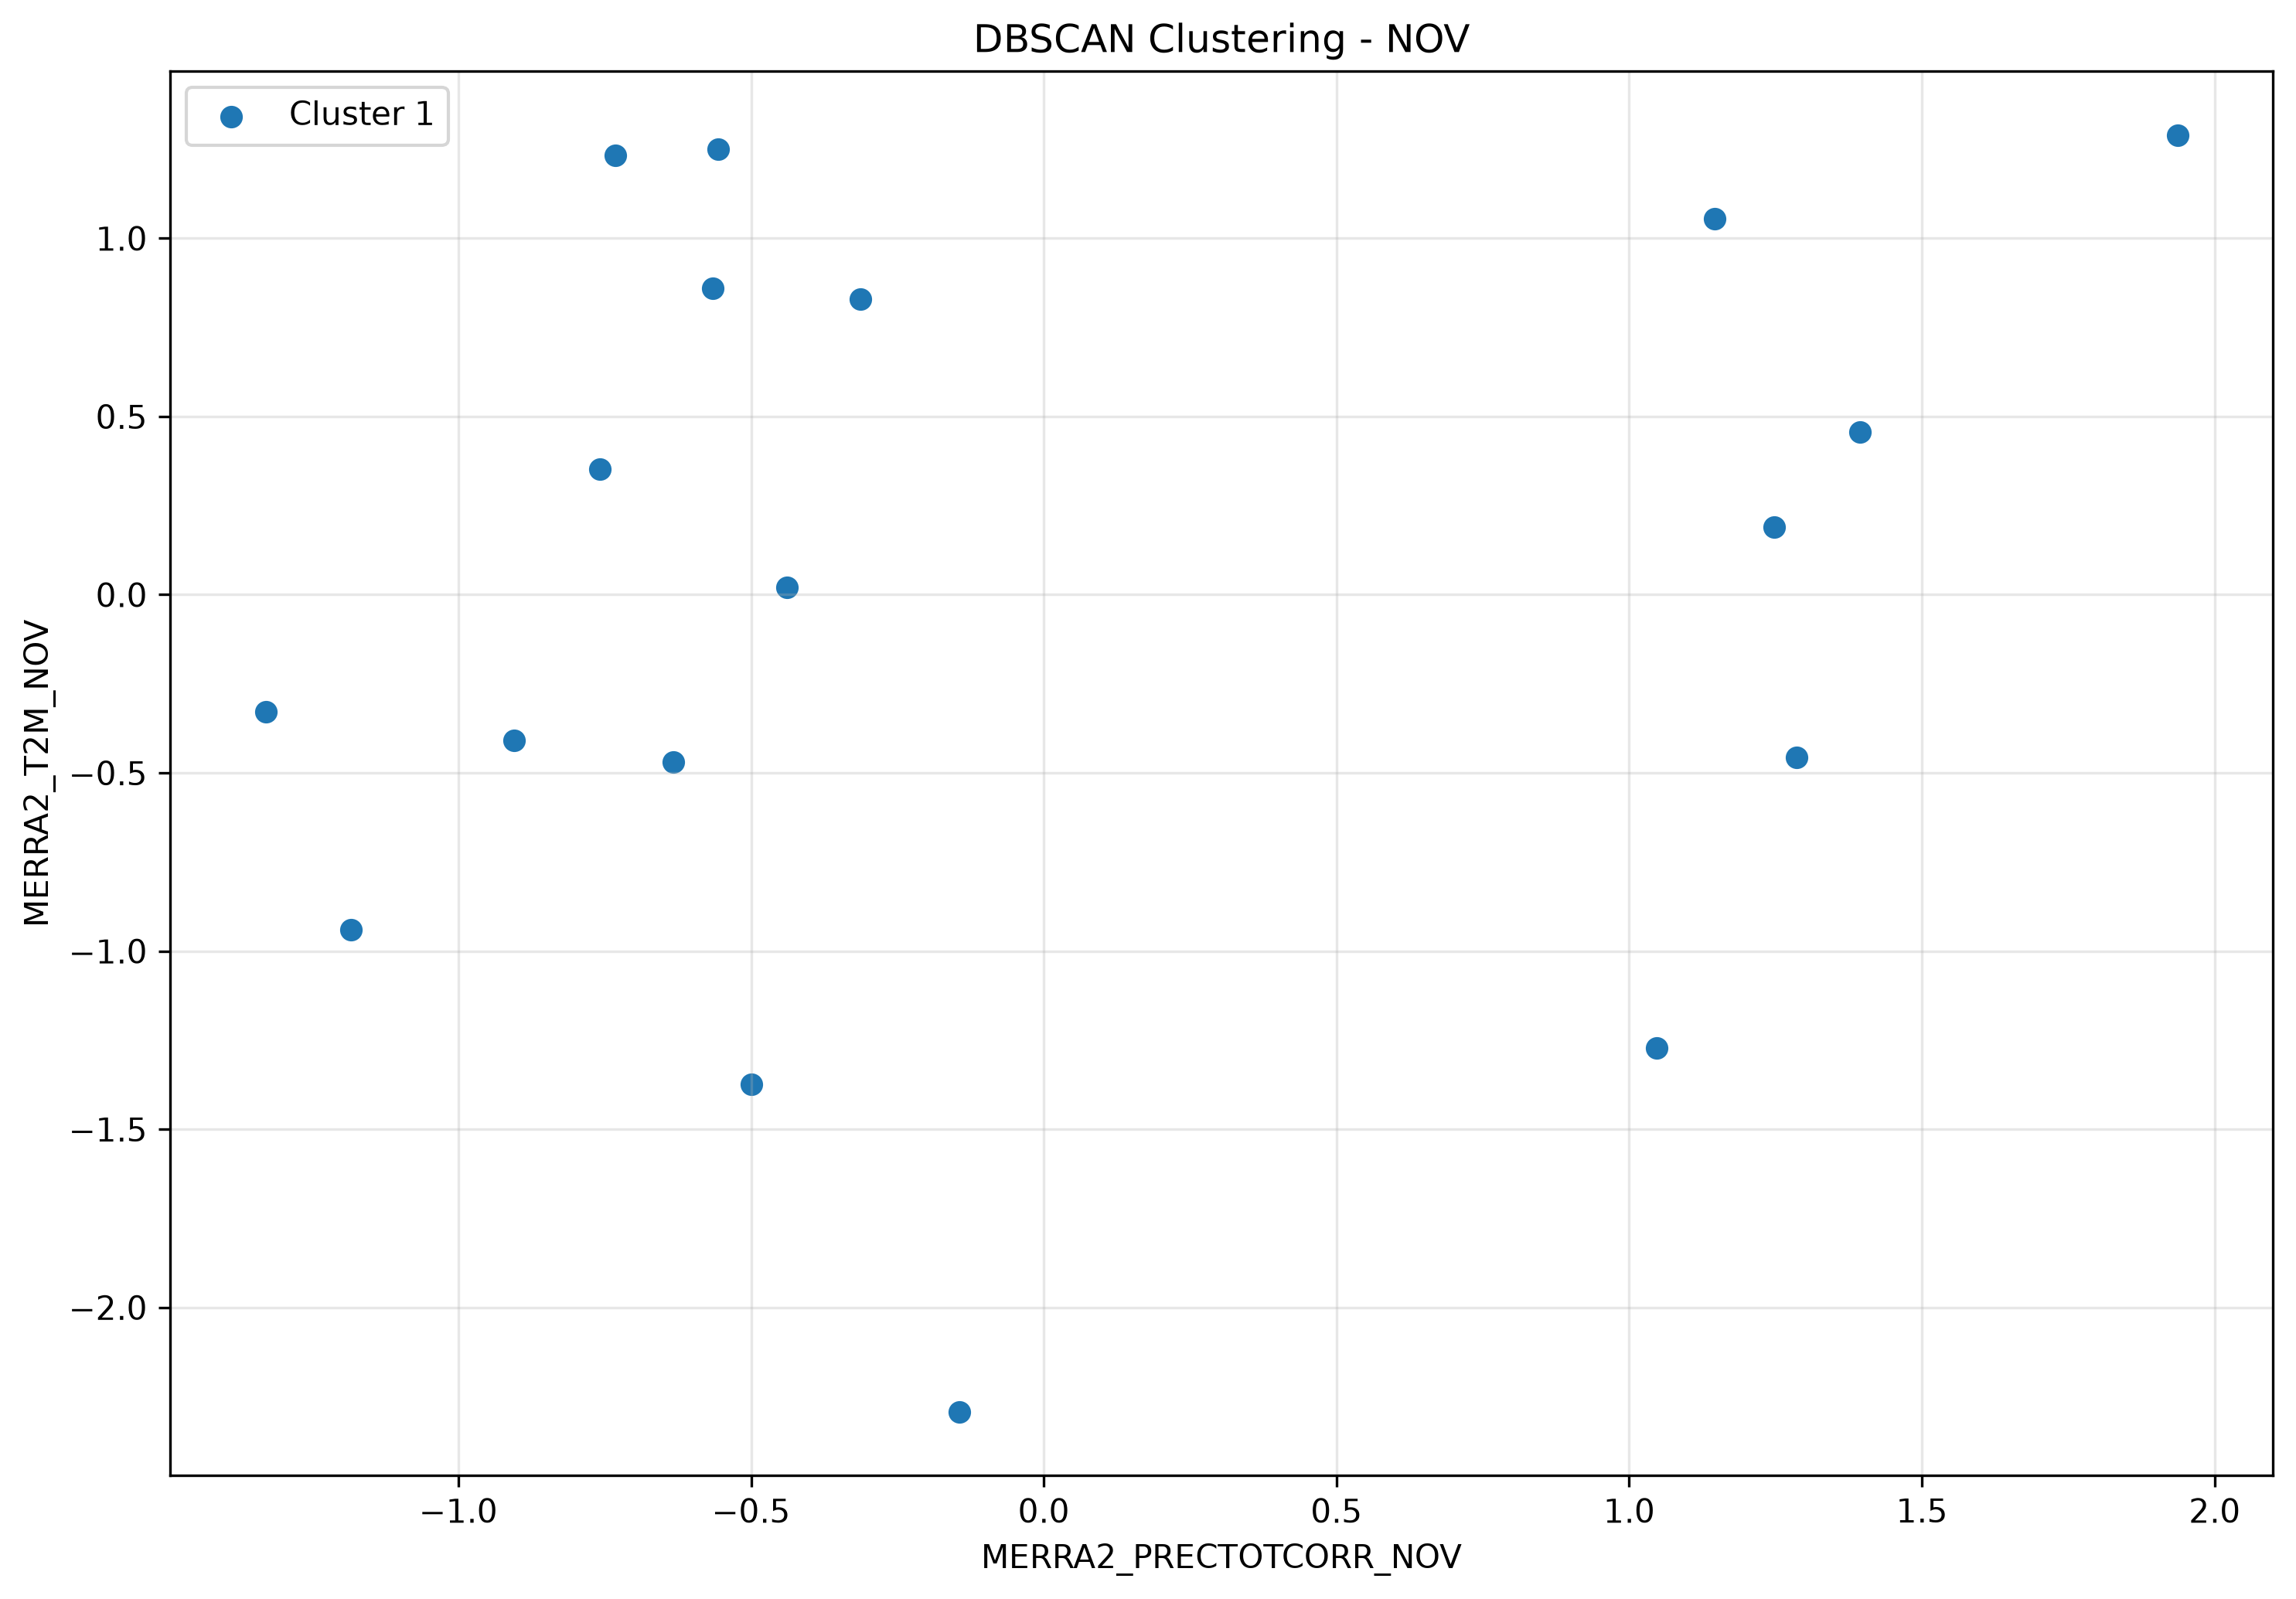 DBSCAN Clustering - NOV
Cluster 1
MERRA2_T2M_NOV
1.0
0.5
0.0
−0.5
−1.0
−1.5
−2.0
−1.0 −0.5 0.0 0.5 1.0 1.5 2.0
MERRA2_PRECTOTCORR_NOV